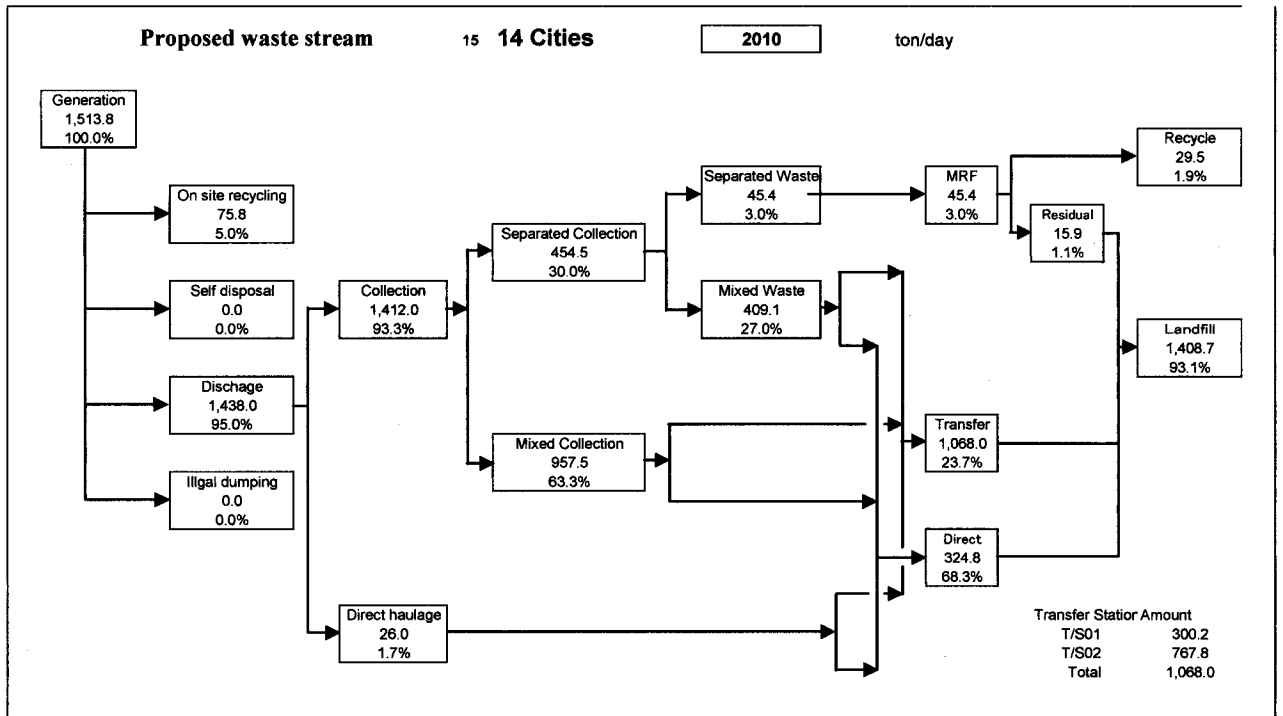 Proposed waste stream 15 14 Cities 2010 ton/day
Generation
1,513.8
100.0%
On site recycling
75.8
5.0%
Self disposal
0.0
0.0%
Dischage
1,438.0
95.0%
Illgal dumping
0.0
0.0%
Collection
1,412.0
93.3%
Direct haulage
26.0
1.7%
Separated Collection
454.5
30.0%
Mixed Collection
957.5
63.3%
Separated Waste
45.4
3.0%
Mixed Waste
409.1
27.0%
MRF
45.4
3.0%
Transfer
1,068.0
23.7%
Direct
324.8
68.3%
Recycle
29.5
1.9%
Residual
15.9
1.1%
Landfill
1,408.7
93.1%
Transfer Statior Amount
T/S01 300.2
T/S02 767.8
Total 1,068.0